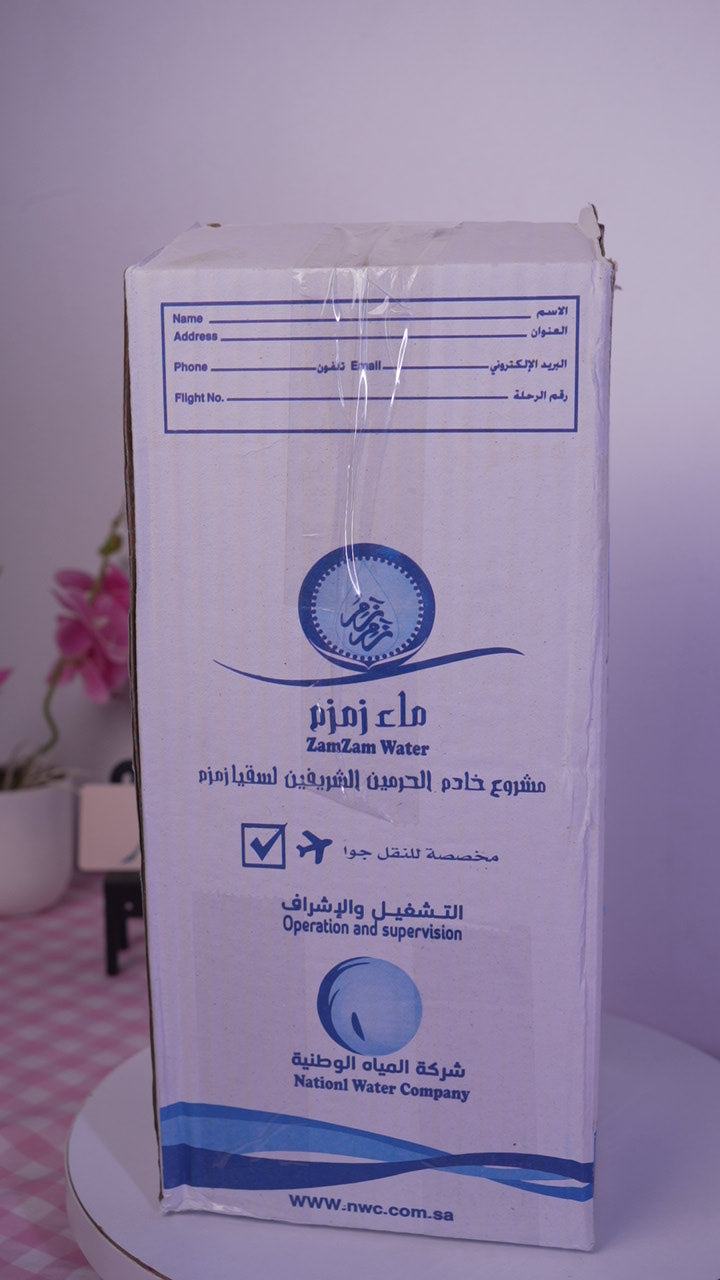 Name الاسم
Address العنوان
Phone تلفون Email البريد الإلكتروني
Flight No. رقم الرحلة
زمزم
ماء زمزم
ZamZam Water
مشروع خادم الحرمين الشريفين لسقيا زمزم
مخصصة للنقل جوا
التشغيل والإشراف
Operation and supervision
شركة المياه الوطنية
Nationl Water Company
WWW.nwc.com.sa